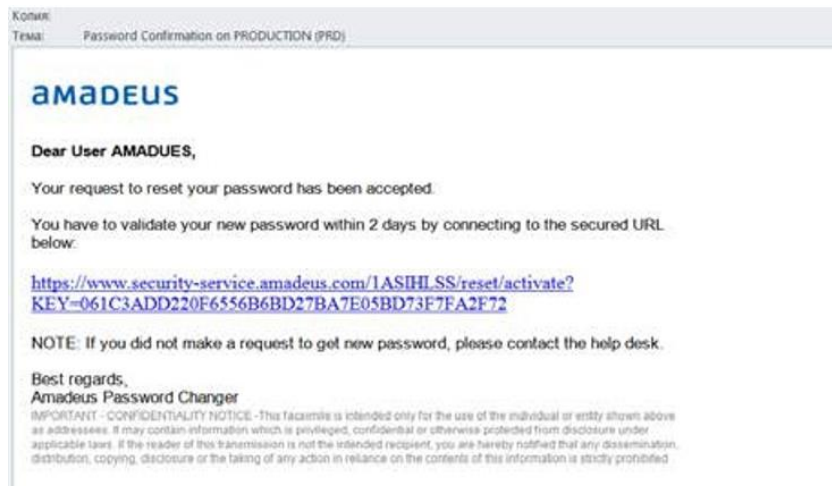 Копия:
Тема: Password Confirmation on PRODUCTION (PRD)
aмaDEUS
Dear User AMADUES,
Your request to reset your password has been accepted.
You have to validate your new password within 2 days by connecting to the secured URL
below:
https://www.security-service.amadeus.com/1ASIHLSS/reset/activate?
KEY=061C3ADD220F6556B6BD27BA7E05BD73F7FA2F72
NOTE: If you did not make a request to get new password, please contact the help desk.
Best regards,
Amadeus Password Changer
IMPORTANT - CONFIDENTIALITY NOTICE - This facsimile is intended only for the use of the individual or entity shown above
as addressees. It may contain information which is privileged, confidential or otherwise protected from disclosure under
applicable laws. If the reader of this transmission is not the intended recipient, you are hereby notified that any dissemination,
distribution, copying, disclosure or the taking of any action in reliance on the contents of this information is strictly prohibited